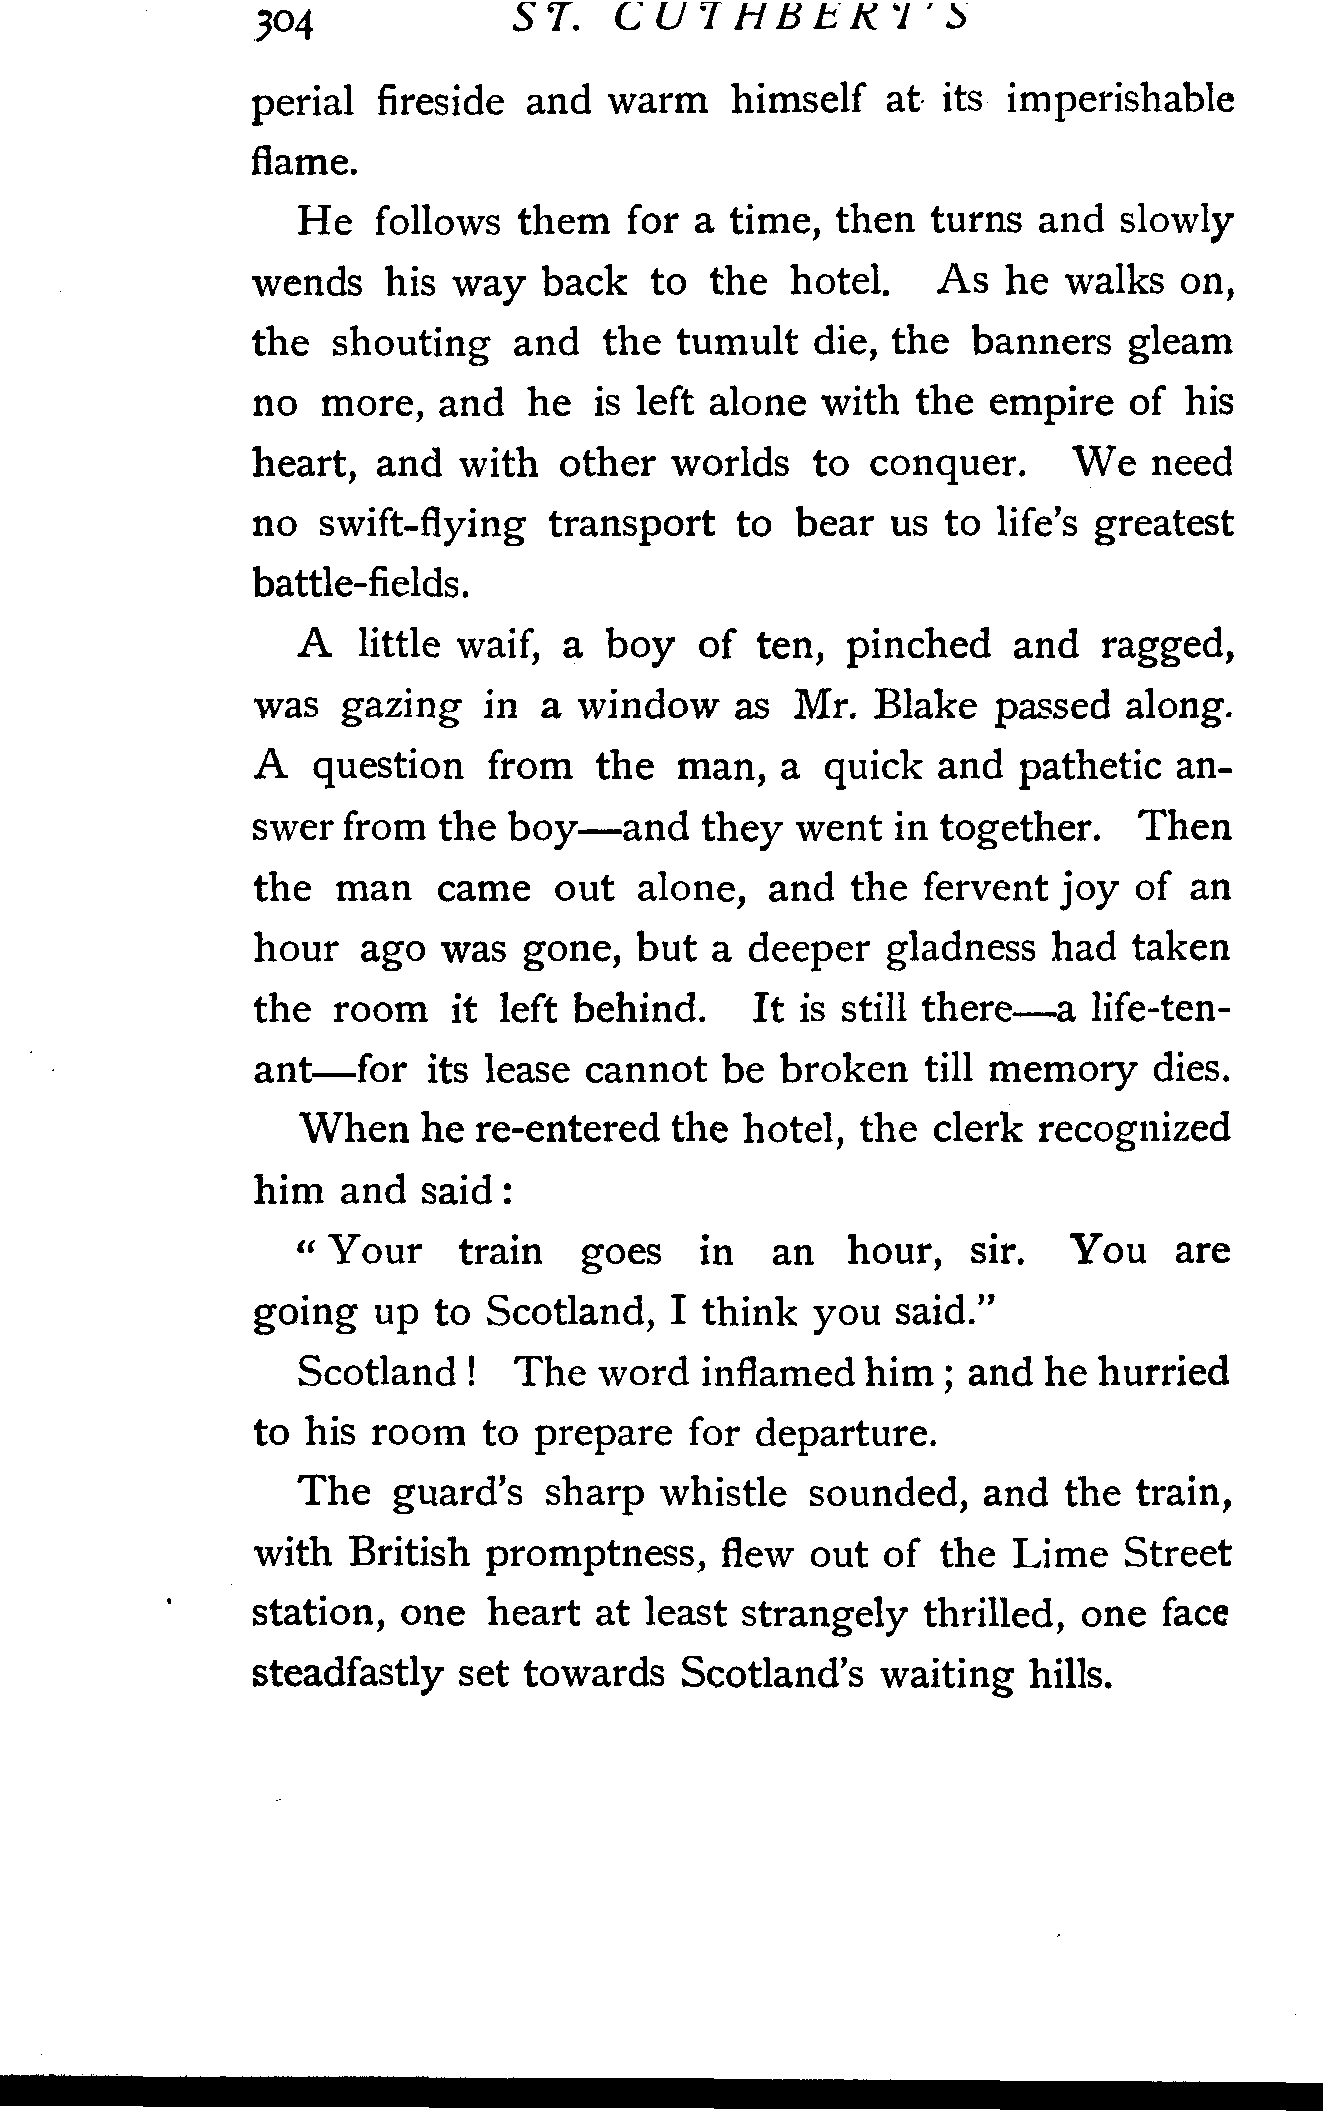 304 ST. CUTHBERT'S
perial fireside and warm himself at its imperishable
flame.
He follows them for a time, then turns and slowly
wends his way back to the hotel. As he walks on,
the shouting and the tumult die, the banners gleam
no more, and he is left alone with the empire of his
heart, and with other worlds to conquer. We need
no swift-flying transport to bear us to life's greatest
battle-fields.
A little waif, a boy of ten, pinched and ragged,
was gazing in a window as Mr. Blake passed along.
A question from the man, a quick and pathetic an-
swer from the boy—and they went in together. Then
the man came out alone, and the fervent joy of an
hour ago was gone, but a deeper gladness had taken
the room it left behind. It is still there—a life-ten-
ant—for its lease cannot be broken till memory dies.
When he re-entered the hotel, the clerk recognized
him and said :
“ Your train goes in an hour, sir. You are
going up to Scotland, I think you said.”
Scotland ! The word inflamed him ; and he hurried
to his room to prepare for departure.
The guard's sharp whistle sounded, and the train,
with British promptness, flew out of the Lime Street
station, one heart at least strangely thrilled, one face
steadfastly set towards Scotland's waiting hills.